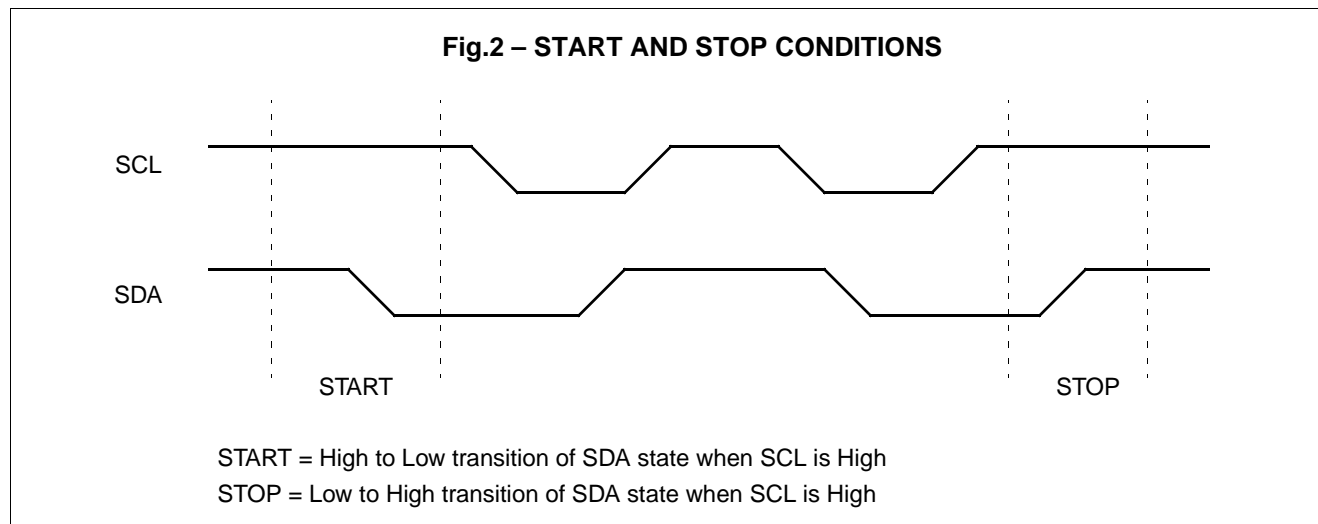 Fig.2 – START AND STOP CONDITIONS
SCL
SDA
START
STOP
START = High to Low transition of SDA state when SCL is High
STOP = Low to High transition of SDA state when SCL is High